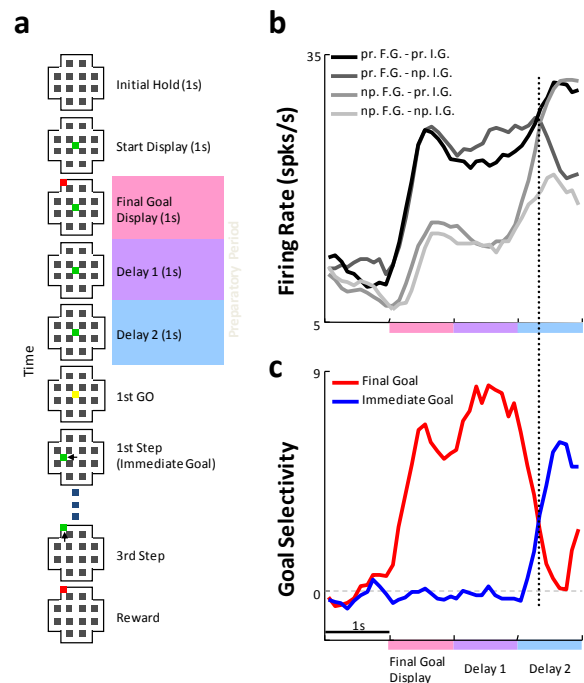 a
Initial Hold (1s)
Start Display (1s)
Final Goal
Display (1s)
Delay 1 (1s)
Delay 2 (1s)
Preparatory Period
1st GO
1st Step
(Immediate Goal)
3rd Step
Reward
Time
b
35
pr. F.G. - pr. I.G.
pr. F.G. - np. I.G.
np. F.G. - pr. I.G.
np. F.G. - np. I.G.
Firing Rate (spks/s)
5
c
9
Final Goal
Immediate Goal
Goal Selectivity
0
1s
Final Goal
Display
Delay 1
Delay 2